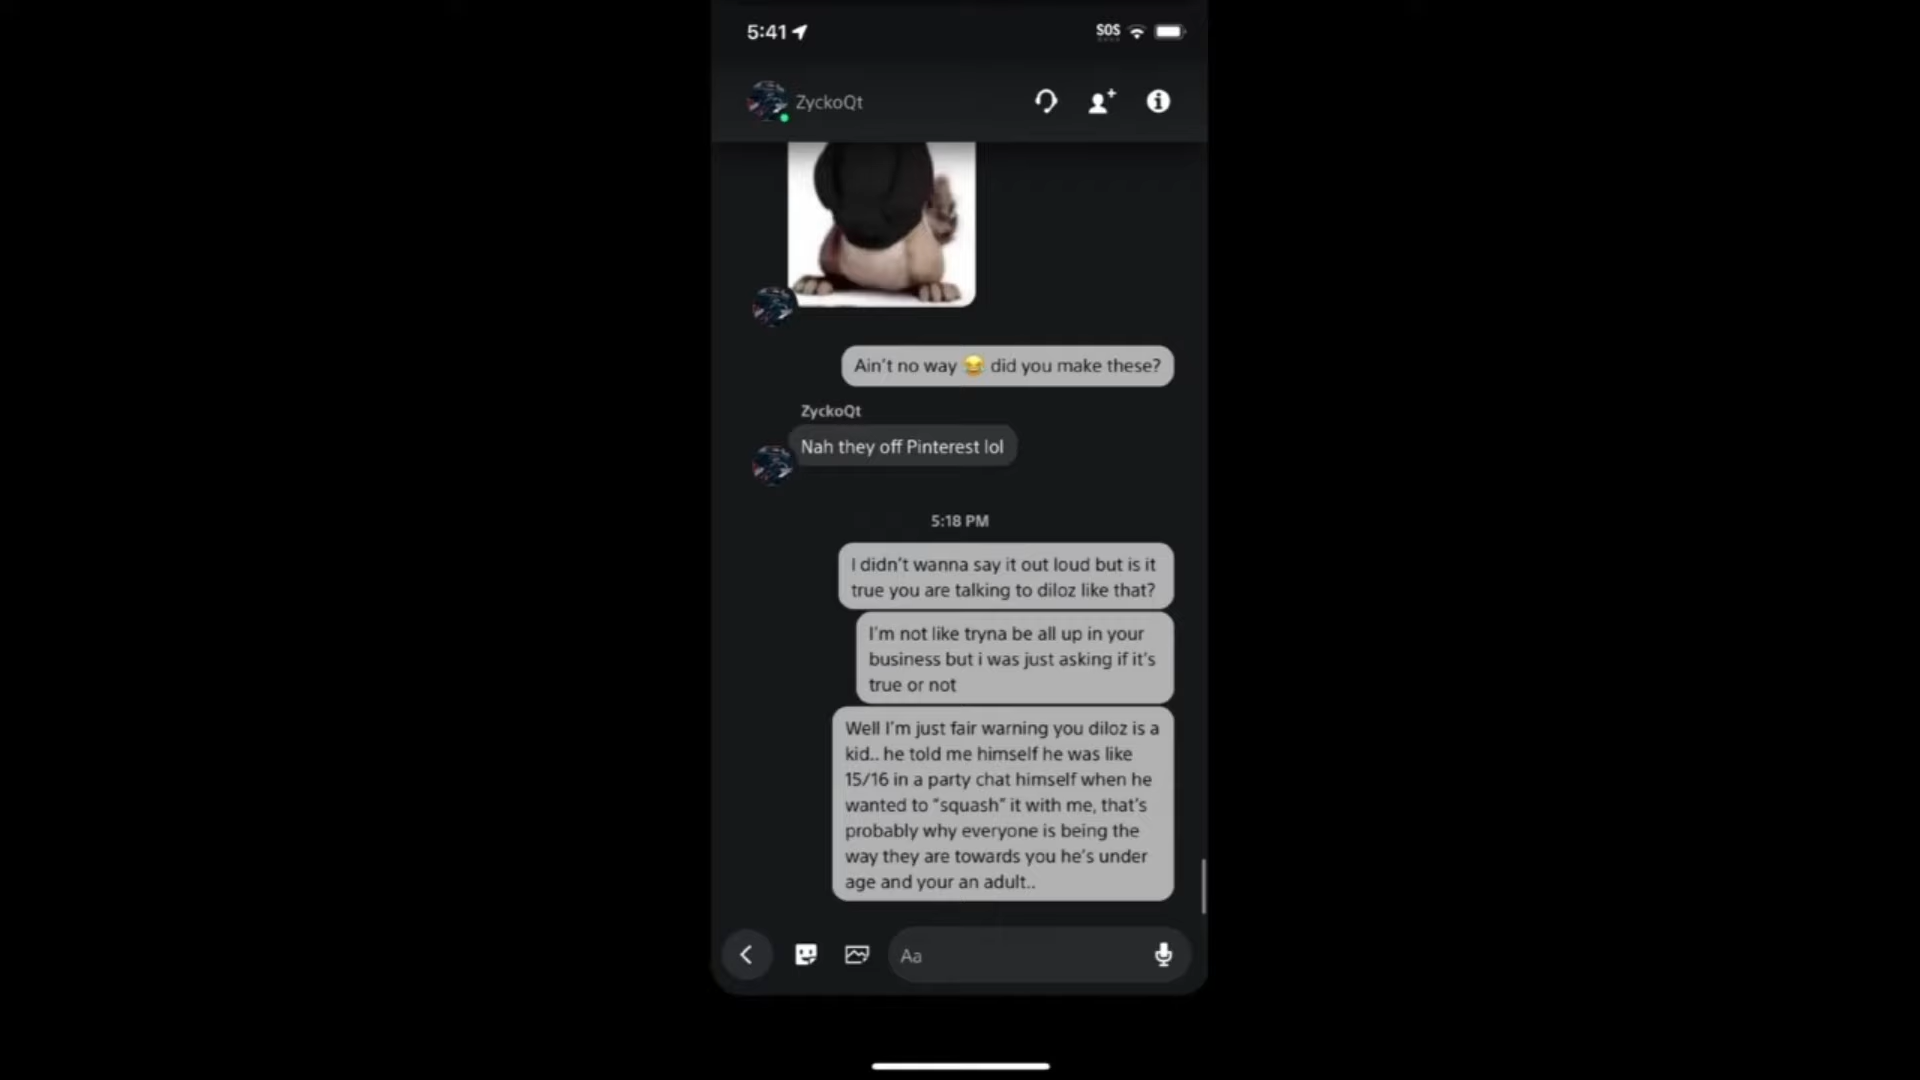 5:41
SOS
ZyckoQt
Ain't no way 😂 did you make these?
ZyckoQt
Nah they off Pinterest lol
5:18 PM
I didn't wanna say it out loud but is it
true you are talking to diloz like that?
I'm not like tryna be all up in your
business but i was just asking if it's
true or not
Well I'm just fair warning you diloz is a
kid.. he told me himself he was like
15/16 in a party chat himself when he
wanted to “squash” it with me, that's
probably why everyone is being the
way they are towards you he's under
age and your an adult..
Aa